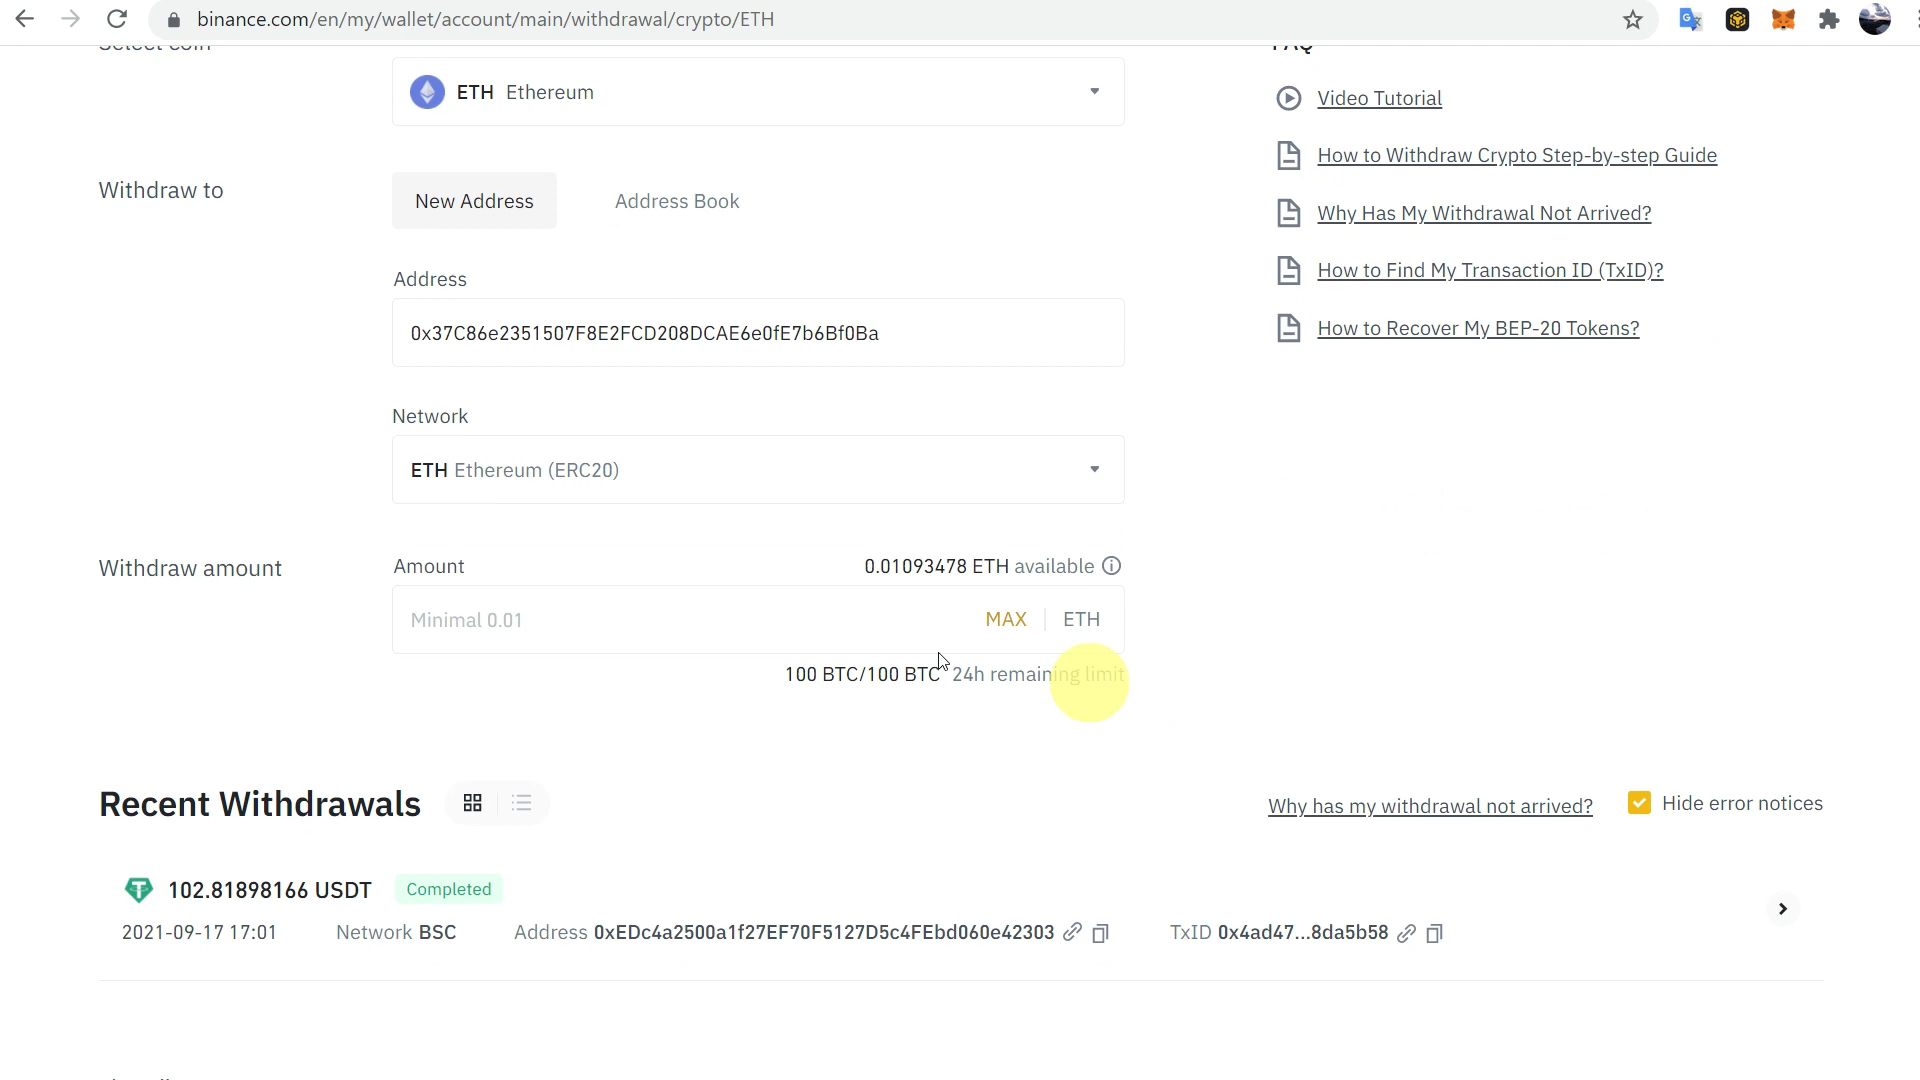 binance.com/en/my/wallet/account/main/withdrawal/crypto/ETH
Select coin
FAQ
ETH Ethereum
Video Tutorial
How to Withdraw Crypto Step-by-step Guide
Withdraw to
New Address
Address Book
Why Has My Withdrawal Not Arrived?
Address
How to Find My Transaction ID (TxID)?
0x37C86e2351507F8E2FCD208DCAE6e0fE7b6Bf0Ba
How to Recover My BEP-20 Tokens?
Network
ETH Ethereum (ERC20)
Withdraw amount
Amount
0.01093478 ETH available
Minimal 0.01
MAX
ETH
100 BTC/100 BTC 24h remaining limit
Recent Withdrawals
Why has my withdrawal not arrived?
Hide error notices
102.81898166 USDT
Completed
2021-09-17 17:01
Network BSC
Address 0xEDc4a2500a1f27EF70F5127D5c4FEbd060e42303
TxID 0x4ad47...8da5b58